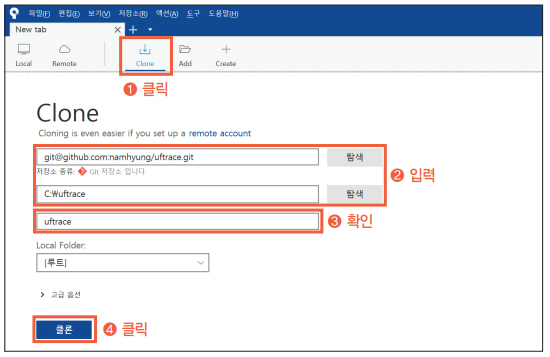 파일(F) 편집(E) 보기(V) 저장소(R) 액션(A) 도구 도움말(H)
New tab
Local Remote Clone Add Create
❶ 클릭
Clone
Cloning is even easier if you set up a remote account
git@github.com:namhyung/uftrace.git 탐색
저장소 종류: Git 저장소 입니다
❷ 입력
C:₩uftrace 탐색
uftrace ❸ 확인
Local Folder:
[루트]
고급 옵션
클론 ❹ 클릭